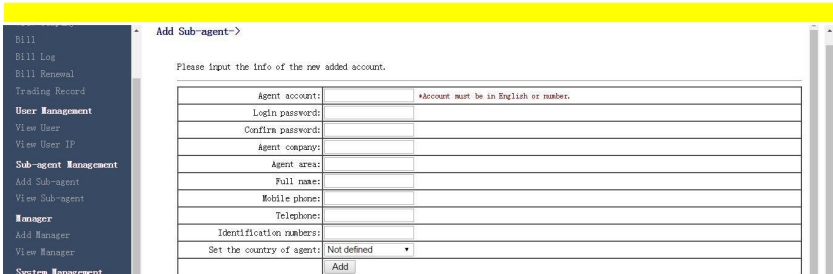 Bill
Bill Log
Bill Renewal
Trading Record
User Management
View User
View User IP
Sub-agent Management
Add Sub-agent
View Sub-agent
Manager
Add Manager
View Manager
System Management
Add Sub-agent->
Please input the info of the new added account.
Agent account: *Account must be in English or number.
Login password:
Confirm password:
Agent company:
Agent area:
Full name:
Mobile phone:
Telephone:
Identification numbers:
Set the country of agent: Not defined
Add